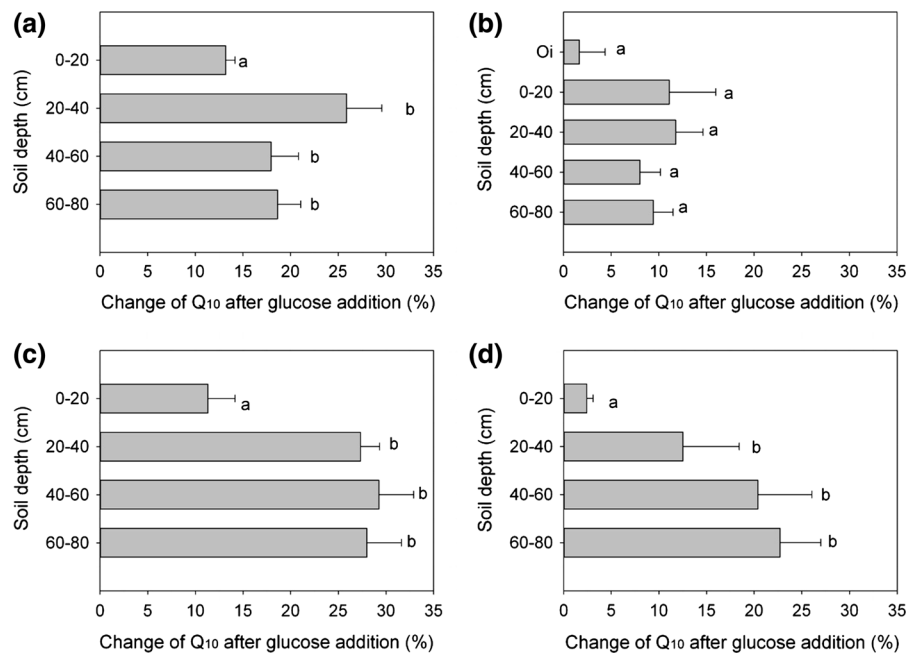 (a)
Soil depth (cm)
0-20 a
20-40 b
40-60 b
60-80 b
0 5 10 15 20 25 30 35
Change of Q10 after glucose addition (%)
(b)
Soil depth (cm)
Oi a
0-20 a
20-40 a
40-60 a
60-80 a
0 5 10 15 20 25 30 35
Change of Q10 after glucose addition (%)
(c)
Soil depth (cm)
0-20 a
20-40 b
40-60 b
60-80 b
0 5 10 15 20 25 30 35
Change of Q10 after glucose addition (%)
(d)
Soil depth (cm)
0-20 a
20-40 b
40-60 b
60-80 b
0 5 10 15 20 25 30 35
Change of Q10 after glucose addition (%)